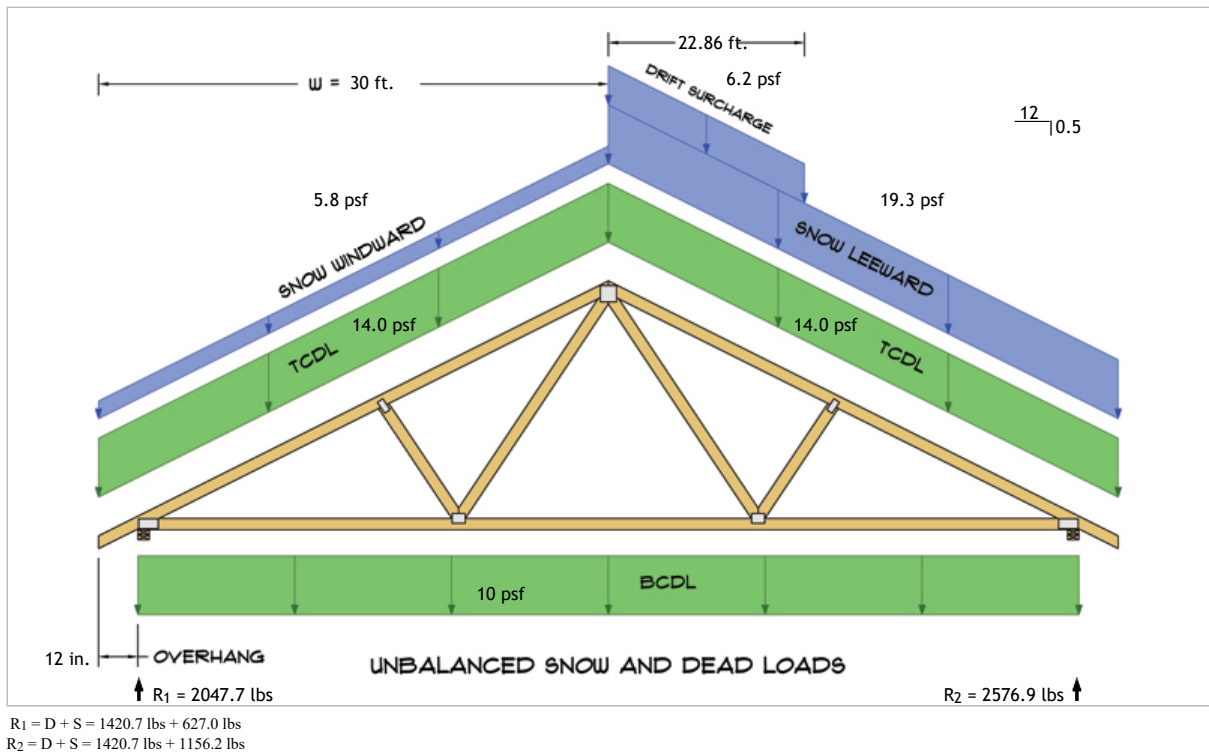 22.86 ft.
W = 30 ft.
DRIFT SURCHARGE
6.2 psf
12
0.5
5.8 psf
19.3 psf
SNOW WINDWARD
SNOW LEEWARD
14.0 psf
14.0 psf
TCDL
TCDL
10 psf
BCDL
12 in.
OVERHANG
UNBALANCED SNOW AND DEAD LOADS
R1 = 2047.7 lbs
R2 = 2576.9 lbs
R1 = D + S = 1420.7 lbs + 627.0 lbs
R2 = D + S = 1420.7 lbs + 1156.2 lbs